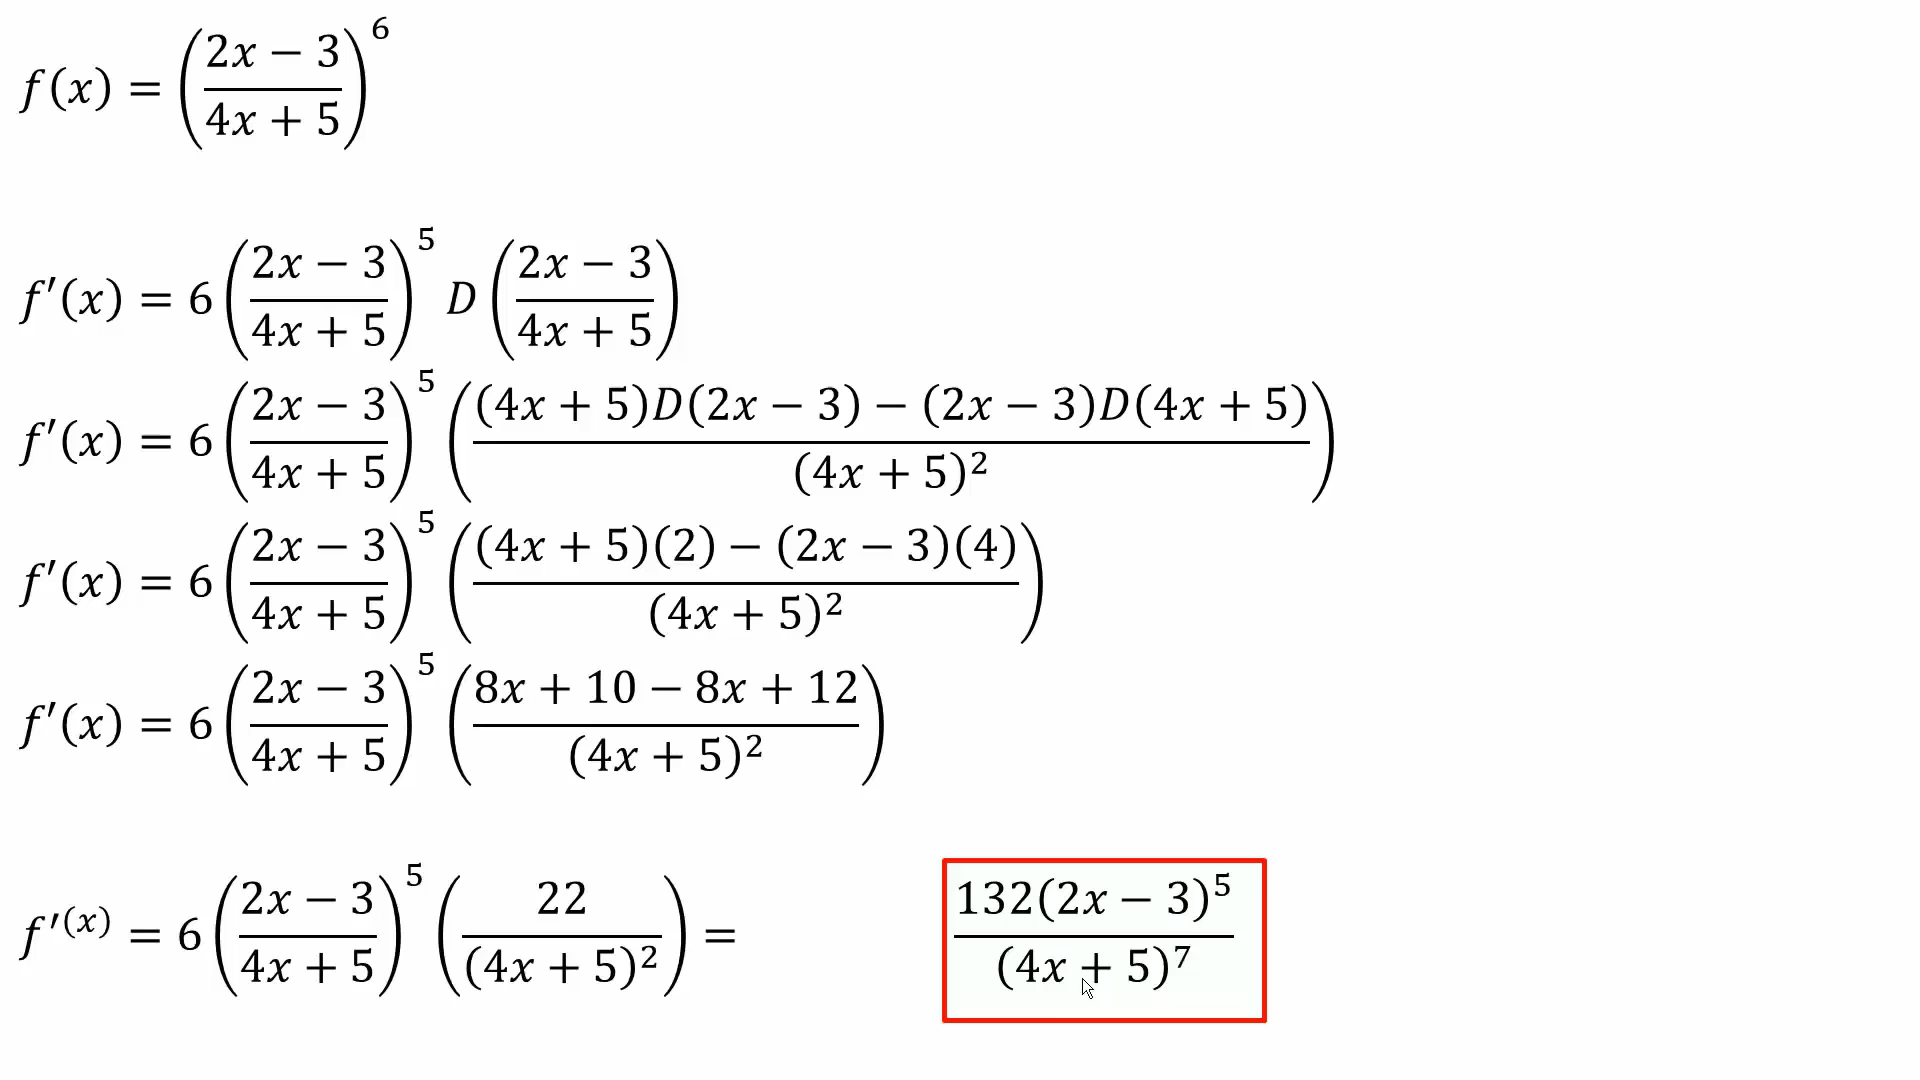 f(x) = ((2x − 3)/(4x + 5))^6
f′(x) = 6((2x − 3)/(4x + 5))^5 D((2x − 3)/(4x + 5))
f′(x) = 6((2x − 3)/(4x + 5))^5 (((4x + 5)D(2x − 3) − (2x − 3)D(4x + 5))/(4x + 5)^2)
f′(x) = 6((2x − 3)/(4x + 5))^5 (((4x + 5)(2) − (2x − 3)(4))/(4x + 5)^2)
f′(x) = 6((2x − 3)/(4x + 5))^5 ((8x + 10 − 8x + 12)/(4x + 5)^2)
f′^(x) = 6((2x − 3)/(4x + 5))^5 (22/(4x + 5)^2) = 132(2x − 3)^5/(4x + 5)^7